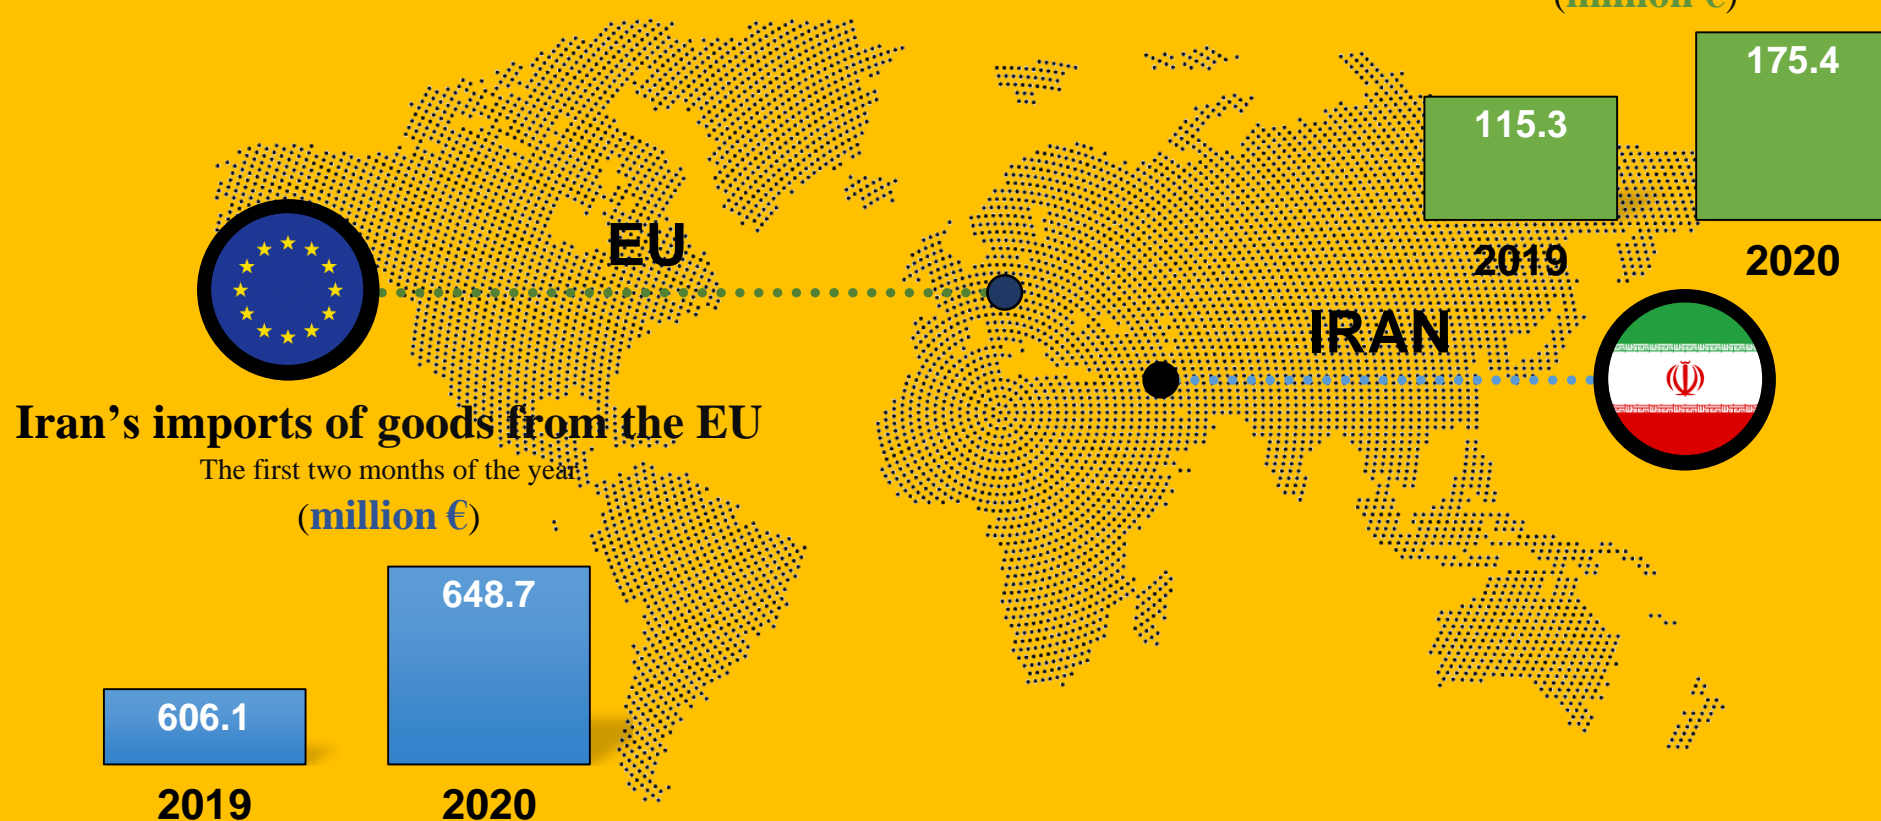 (million €)
175.4
115.3
2019
2020
EU
IRAN
Iran’s imports of goods from the EU
The first two months of the year
(million €)
648.7
606.1
2019
2020